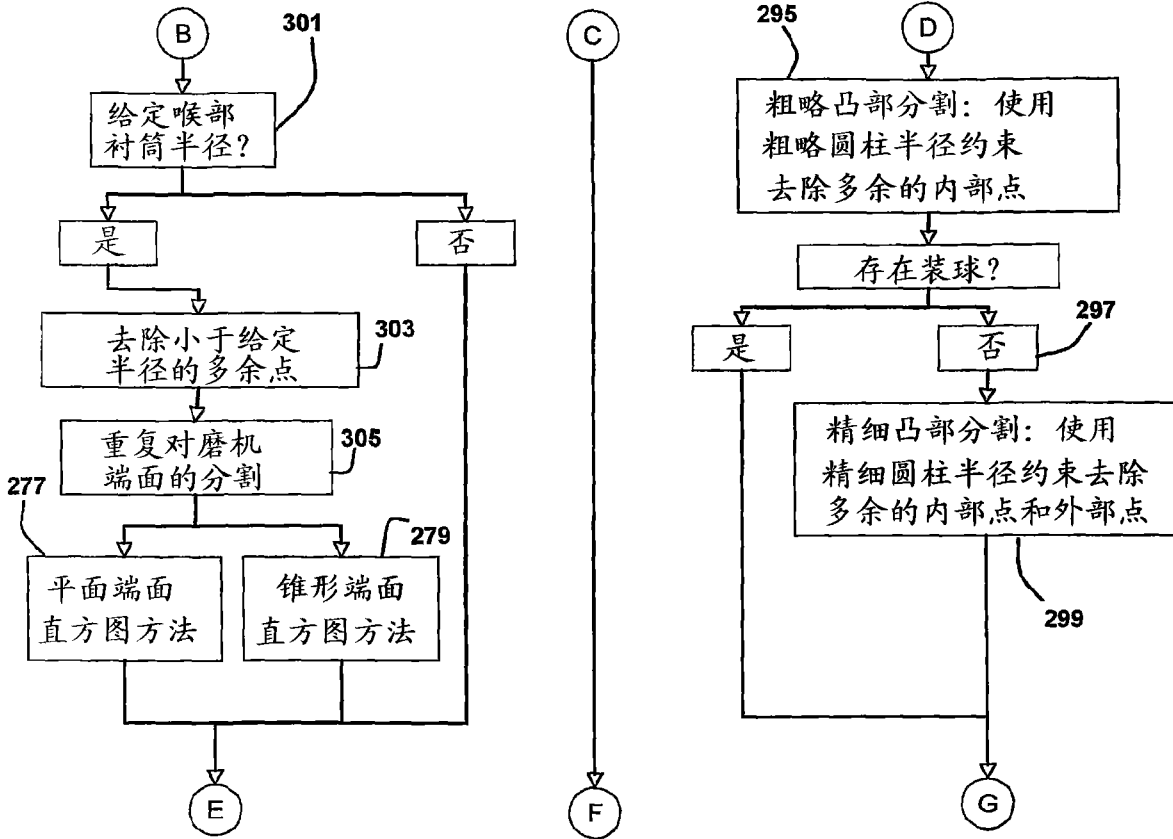 B
301
给定喉部
衬筒半径?
是
否
去除小于给定
半径的多余点
303
重复对磨机
端面的分割
305
277
279
平面端面
直方图方法
锥形端面
直方图方法
E
C
F
D
295
粗略凸部分割: 使用
粗略圆柱半径约束
去除多余的内部点
存在装球?
是
否
297
精细凸部分割: 使用
精细圆柱半径约束去除
多余的内部点和外部点
299
G